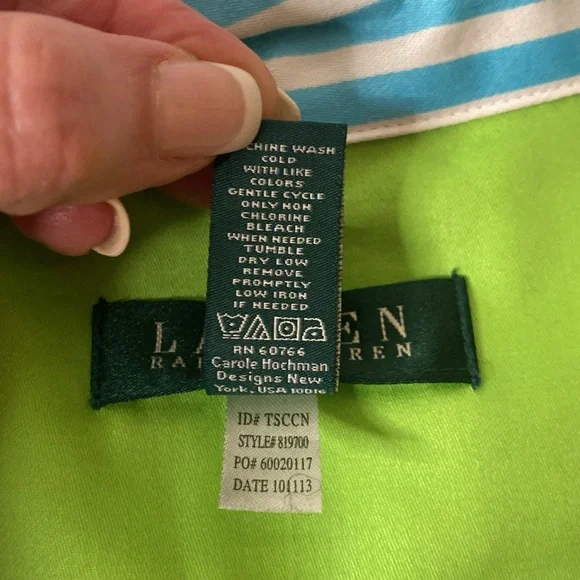 WASH
COLD
WITH LIKE
COLORS
GENTLE CYCLE
ONLY NON
CHLORINE
BLEACH
WHEN NEEDED
TUMBLE
DRY LOW
REMOVE
PROMPTLY
LOW IRON
IF NEEDED
RN 60766
Carole Hochman
Designs New
York, USA 10016
ID# TSCCN
STYLE# 819700
PO# 60020117
DATE 101113